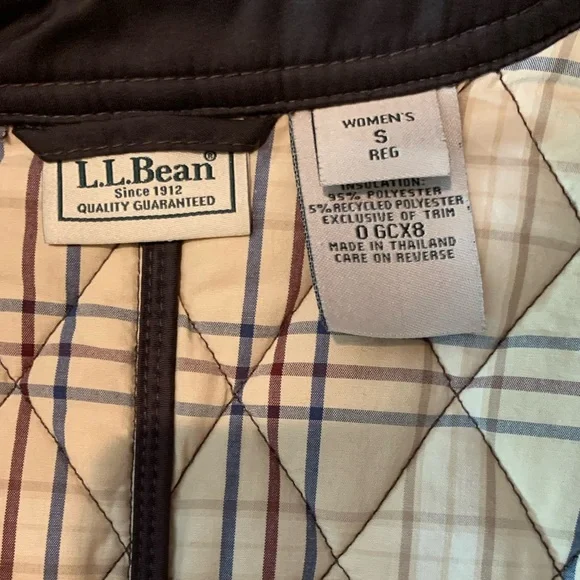 L.L.Bean®
Since 1912
QUALITY GUARANTEED
WOMEN'S
S
REG
INSULATION:
95% POLYESTER
5% RECYCLED POLYESTER
EXCLUSIVE OF TRIM
0 GCX8
MADE IN THAILAND
CARE ON REVERSE